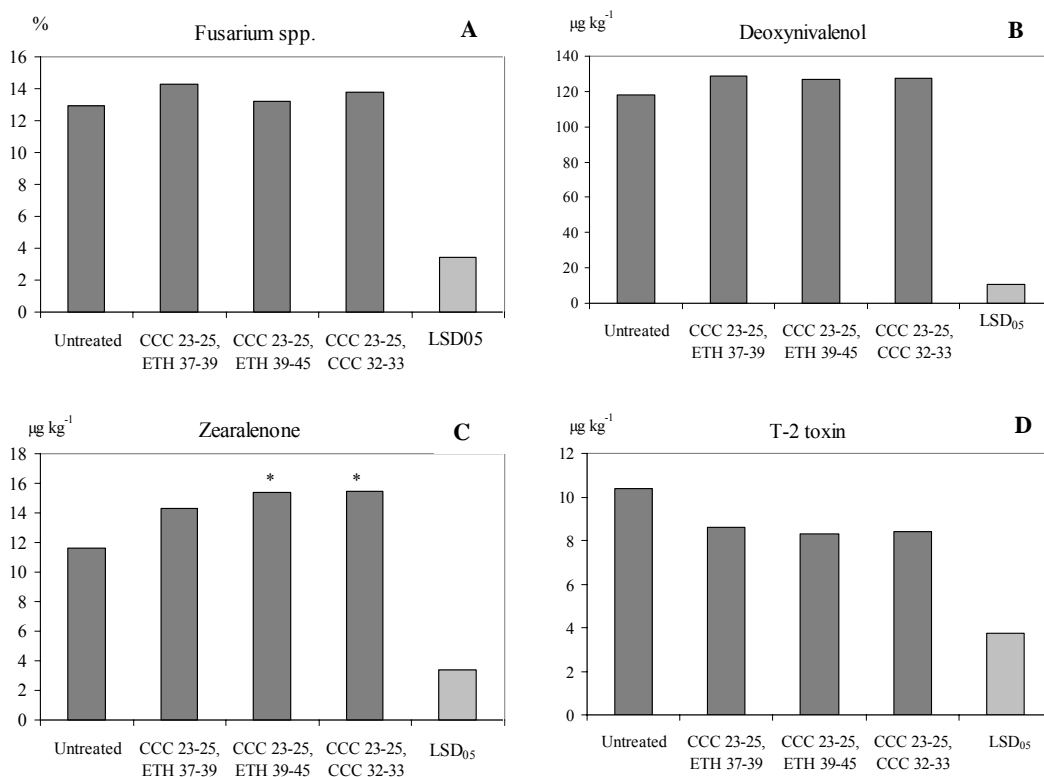 %
Fusarium spp.
A
16
14
12
10
8
6
4
2
0
Untreated
CCC 23-25,
ETH 37-39
CCC 23-25,
ETH 39-45
CCC 23-25,
CCC 32-33
LSD05
µg kg-1
Deoxynivalenol
B
140
120
100
80
60
40
20
0
Untreated
CCC 23-25,
ETH 37-39
CCC 23-25,
ETH 39-45
CCC 23-25,
CCC 32-33
LSD05
µg kg-1
Zearalenone
C
18
16
14
12
10
8
6
4
2
0
* *
Untreated
CCC 23-25,
ETH 37-39
CCC 23-25,
ETH 39-45
CCC 23-25,
CCC 32-33
LSD05
µg kg-1
T-2 toxin
D
12
10
8
6
4
2
0
Untreated
CCC 23-25,
ETH 37-39
CCC 23-25,
ETH 39-45
CCC 23-25,
CCC 32-33
LSD05